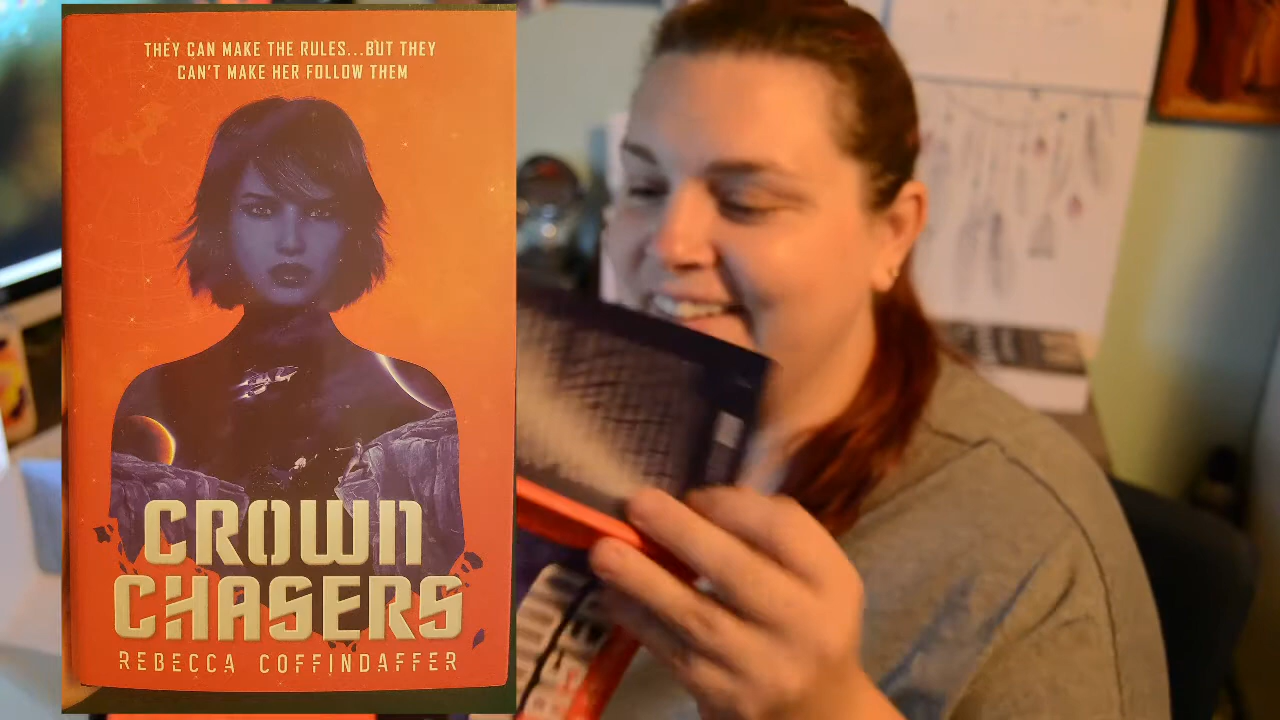 THEY CAN MAKE THE RULES...BUT THEY
CAN'T MAKE HER FOLLOW THEM
CROWN
CHASERS
REBECCA COFFINDAFFER